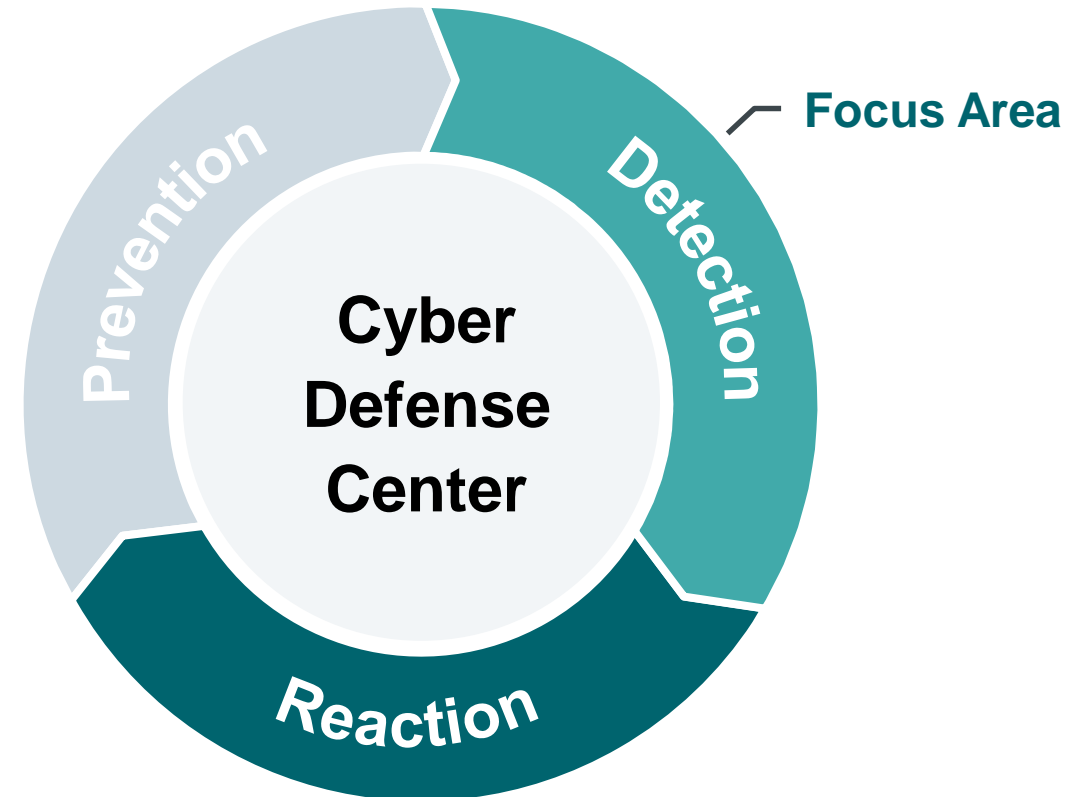 Prevention
Detection
Focus Area
Cyber
Defense
Center
Reaction